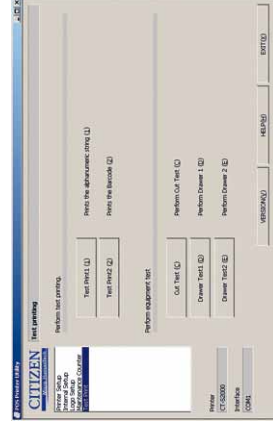 POS Printer Utility
CITIZEN
Printer Setup
Internal Setup
Logo Setup
Maintenance Counter
Test Print
Printer
CT-S2000
Interface
COM1
Test printing
Perform test printing.
Test Print1 (1) Prints the alphanumeric string (1)
Test Print2 (2) Prints the Barcode (2)
Perform equipment test
Cut Test (C) Perform Cut Test (C)
Drawer Test1 (D) Perform Drawer 1 (D)
Drawer Test2 (E) Perform Drawer 2 (E)
VERSION(V) HELP(H) EXIT(X)